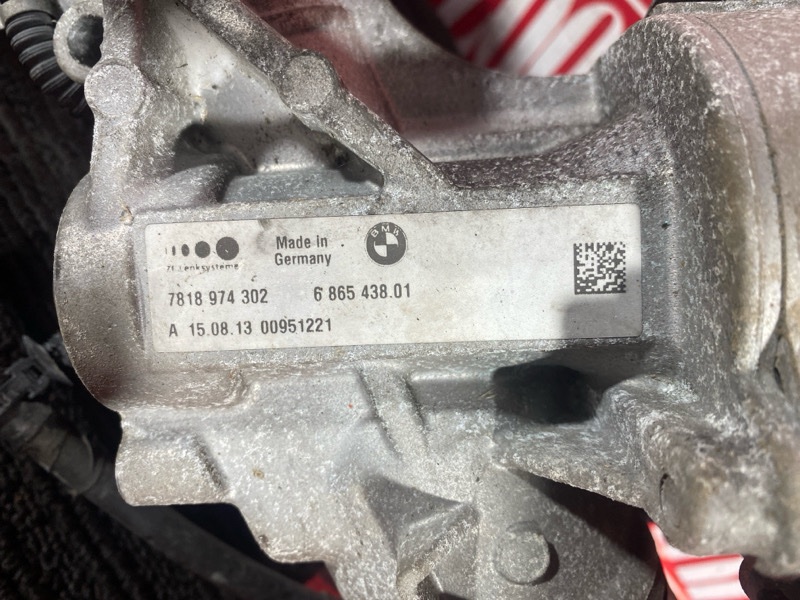 ZF Lenksysteme
Made in
Germany
BMW
7818 974 302 6 865 438.01
A 15.08.13 00951221